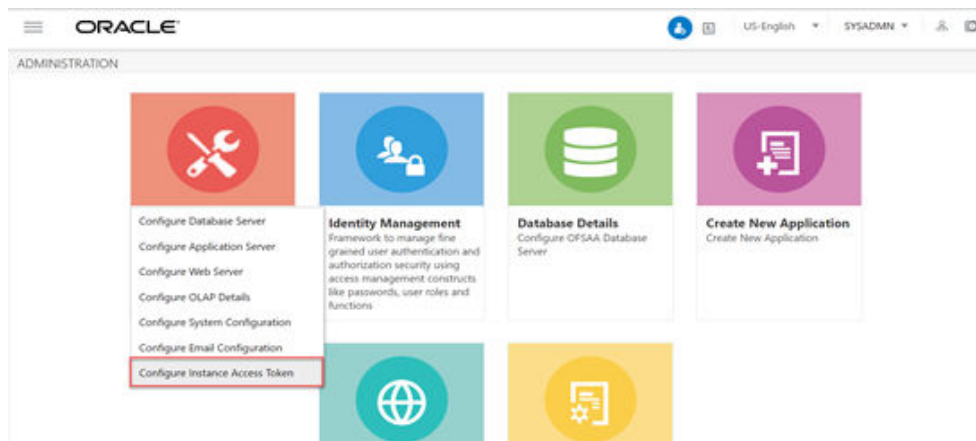 ORACLE
US-English
SYSADMN
ADMINISTRATION
Configure Database Server
Configure Application Server
Configure Web Server
Configure OLAP Details
Configure System Configuration
Configure Email Configuration
Configure Instance Access Token
Identity Management
Framework to manage fine
grained user authentication and
authorization security using
access management constructs
like passwords, user roles and
functions
Database Details
Configure OFSAA Database
Server
Create New Application
Create New Application